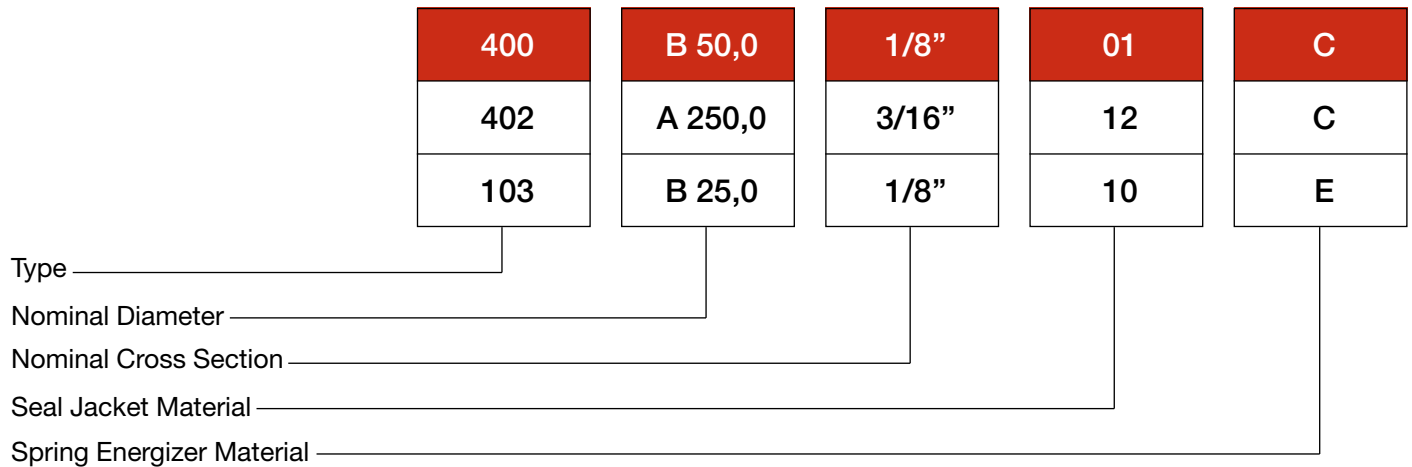 400 B 50,0 1/8” 01 C
402 A 250,0 3/16” 12 C
103 B 25,0 1/8” 10 E
Type
Nominal Diameter
Nominal Cross Section
Seal Jacket Material
Spring Energizer Material